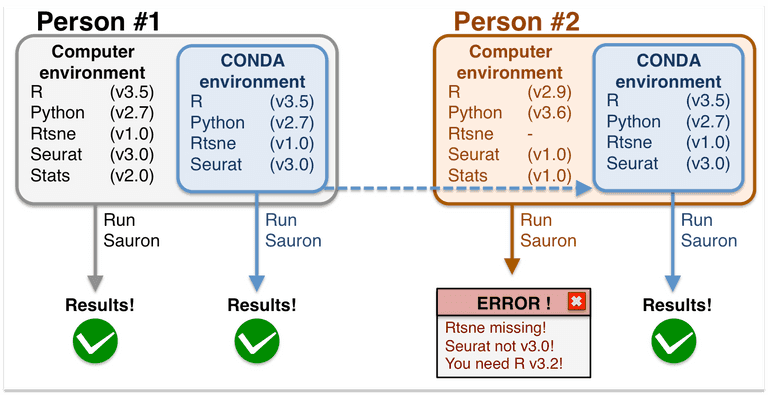 Person #1
Computer
environment
R (v3.5)
Python (v2.7)
Rtsne (v1.0)
Seurat (v3.0)
Stats (v2.0)
CONDA
environment
R (v3.5)
Python (v2.7)
Rtsne (v1.0)
Seurat (v3.0)
Run
Sauron
Run
Sauron
Results!
Results!
Person #2
Computer
environment
R (v2.9)
Python (v3.6)
Rtsne -
Seurat (v1.0)
Stats (v1.0)
CONDA
environment
R (v3.5)
Python (v2.7)
Rtsne (v1.0)
Seurat (v3.0)
Run
Sauron
Run
Sauron
ERROR !
Rtsne missing!
Seurat not v3.0!
You need R v3.2!
Results!